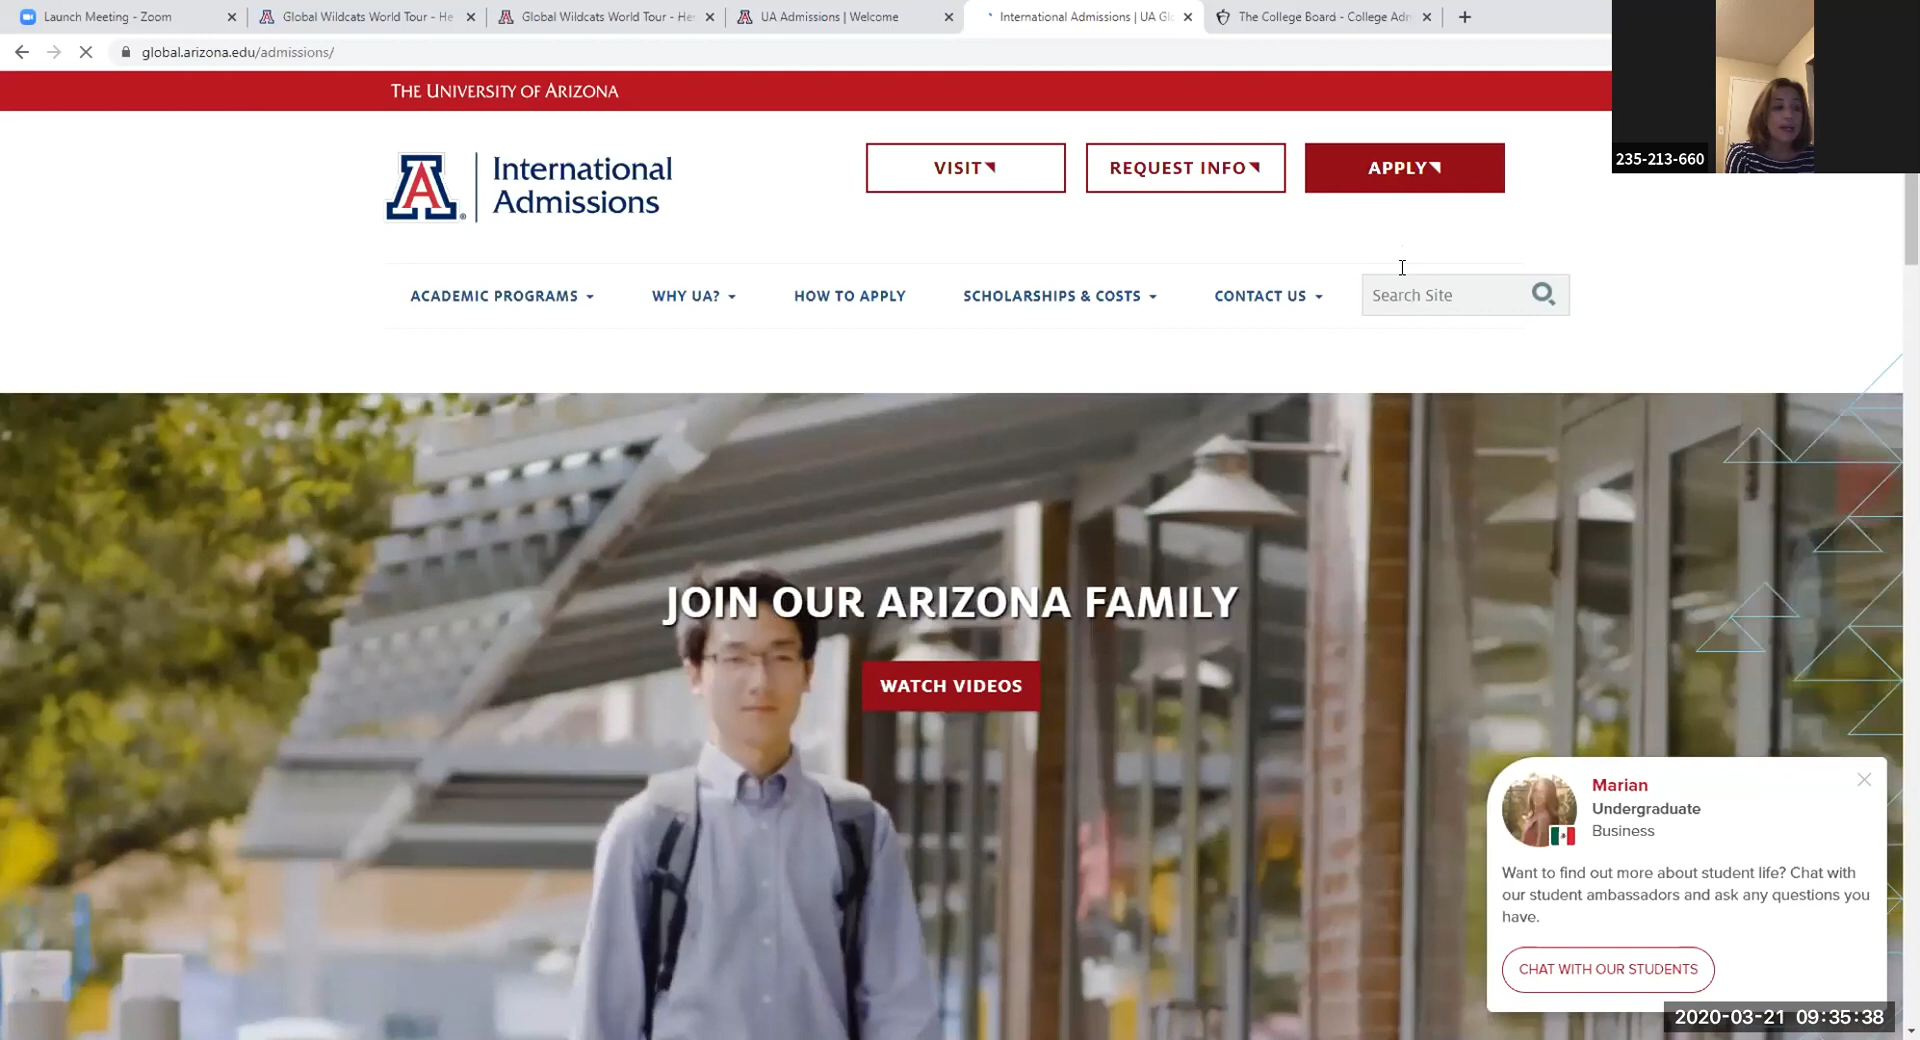 Launch Meeting - Zoom
Global Wildcats World Tour - He
Global Wildcats World Tour - Her
UA Admissions | Welcome
International Admissions | UA Gl
The College Board - College Adm
global.arizona.edu/admissions/
THE UNIVERSITY OF ARIZONA
235-213-660
A International Admissions
VISIT
REQUEST INFO
APPLY
ACADEMIC PROGRAMS
WHY UA?
HOW TO APPLY
SCHOLARSHIPS & COSTS
CONTACT US
Search Site
JOIN OUR ARIZONA FAMILY
WATCH VIDEOS
Marian
Undergraduate
Business
Want to find out more about student life? Chat with
our student ambassadors and ask any questions you
have.
CHAT WITH OUR STUDENTS
2020-03-21 09:35:38